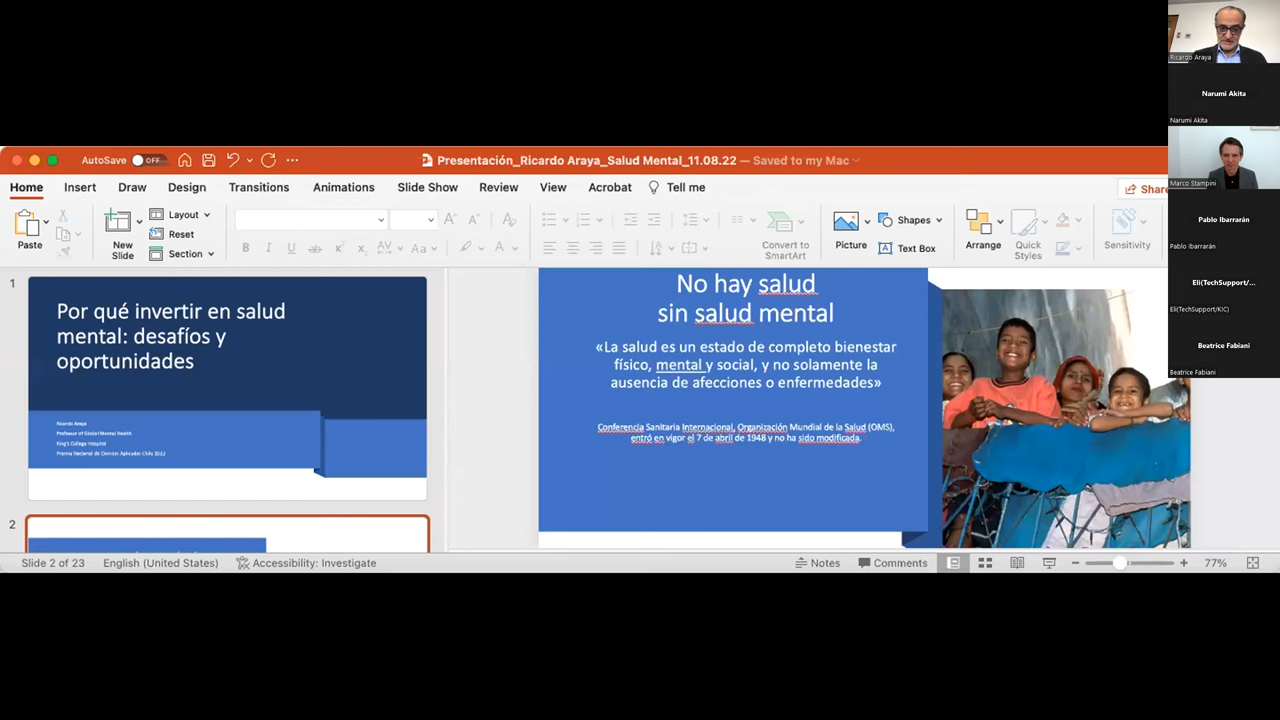 AutoSave
OFF
Presentación_Ricardo Araya_Salud Mental_11.08.22 — Saved to my Mac
Home
Insert
Draw
Design
Transitions
Animations
Slide Show
Review
View
Acrobat
Tell me
Share
Paste
New
Slide
Layout
Reset
Section
B I U
Convert to
SmartArt
Picture
Shapes
Text Box
Arrange
Quick
Styles
Sensitivity
1
Por qué invertir en salud
mental: desafíos y
oportunidades
Ricardo Araya
Professor of Global Mental Health
King's College Hospital
Premio Nacional de Ciencias Aplicadas Chile 2022
2
No hay salud
sin salud mental
«La salud es un estado de completo bienestar
físico, mental y social, y no solamente la
ausencia de afecciones o enfermedades»
Conferencia Sanitaria Internacional, Organización Mundial de la Salud (OMS),
entró en vigor el 7 de abril de 1948 y no ha sido modificada.
Slide 2 of 23
English (United States)
Accessibility: Investigate
Notes
Comments
77%
Ricardo Araya
Narumi Akita
Narumi Akita
Marco Stampini
Pablo Ibarrarán
Pablo Ibarrarán
Eli(TechSupport/...
Eli(TechSupport/KIC)
Beatrice Fabiani
Beatrice Fabiani